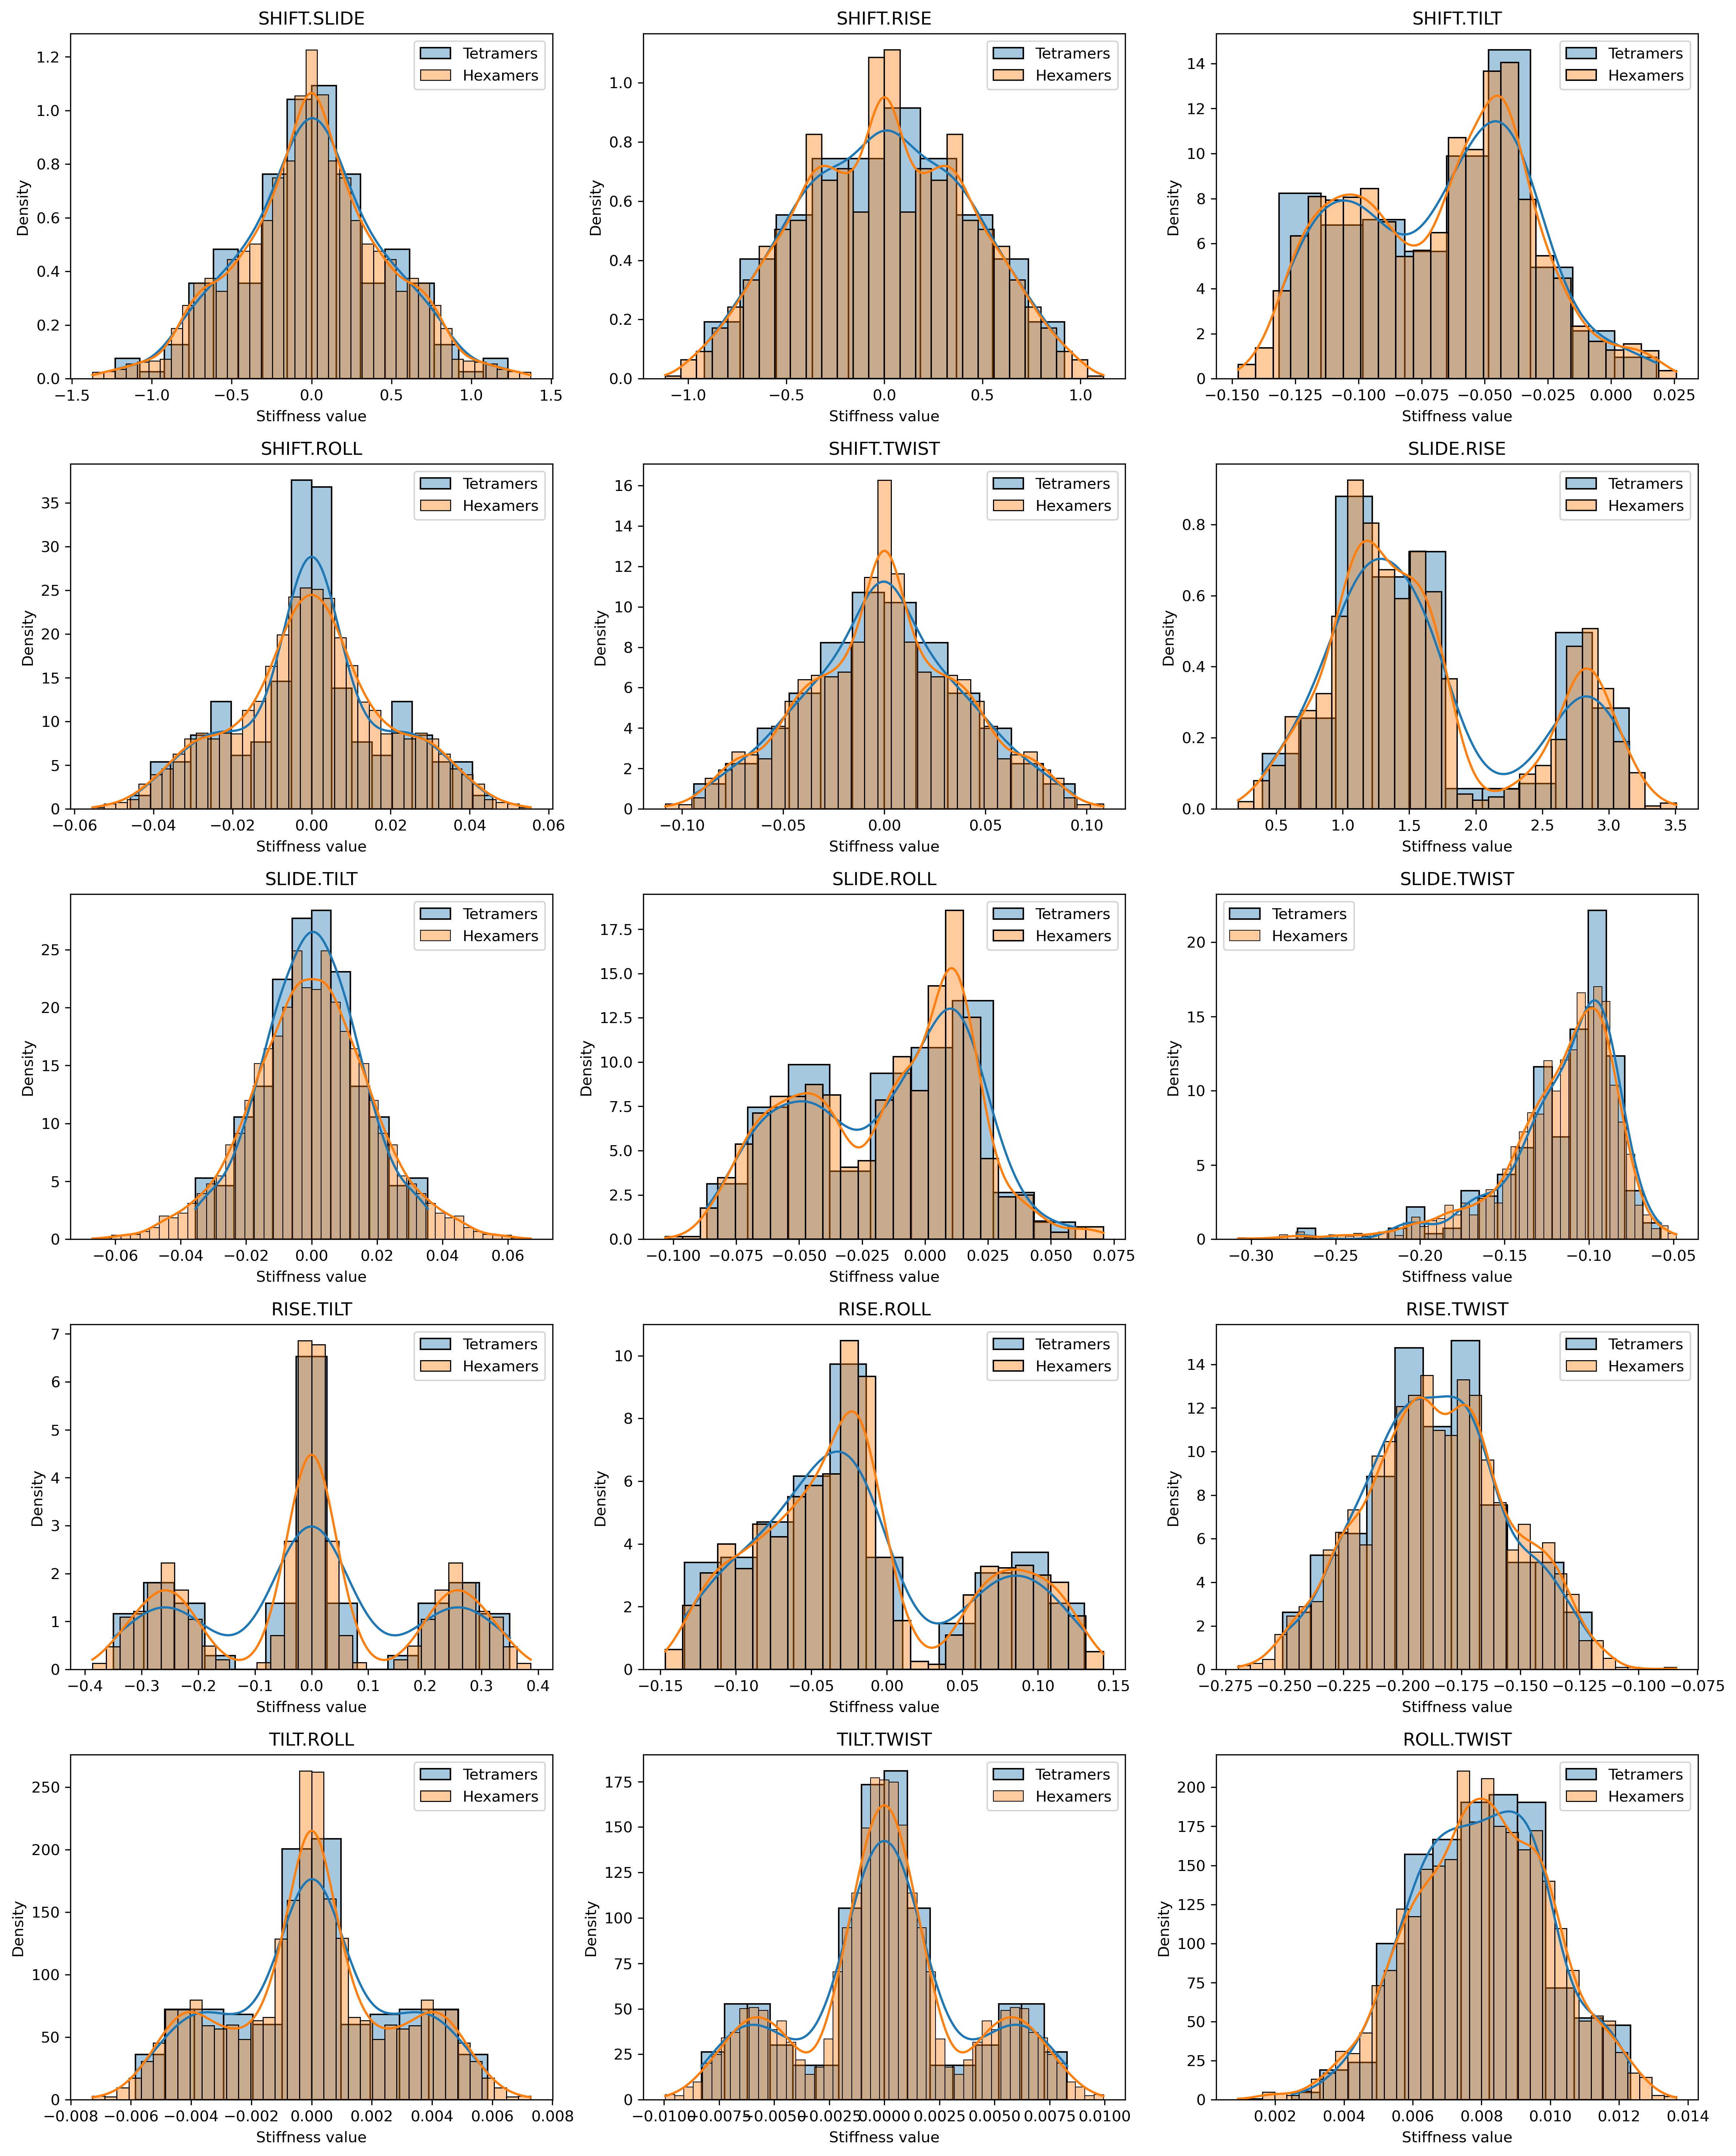 SHIFT.SLIDE
Density
1.2
1.0
0.8
0.6
0.4
0.2
0.0
Tetramers
Hexamers
−1.5 −1.0 −0.5 0.0 0.5 1.0 1.5
Stiffness value
SHIFT.RISE
Density
1.0
0.8
0.6
0.4
0.2
0.0
Tetramers
Hexamers
−1.0 −0.5 0.0 0.5 1.0
Stiffness value
SHIFT.TILT
Density
14
12
10
8
6
4
2
0
Tetramers
Hexamers
−0.150 −0.125 −0.100 −0.075 −0.050 −0.025 0.000 0.025
Stiffness value
SHIFT.ROLL
Density
35
30
25
20
15
10
5
0
Tetramers
Hexamers
−0.06 −0.04 −0.02 0.00 0.02 0.04 0.06
Stiffness value
SHIFT.TWIST
Density
16
14
12
10
8
6
4
2
0
Tetramers
Hexamers
−0.10 −0.05 0.00 0.05 0.10
Stiffness value
SLIDE.RISE
Density
0.8
0.6
0.4
0.2
0.0
Tetramers
Hexamers
0.5 1.0 1.5 2.0 2.5 3.0 3.5
Stiffness value
SLIDE.TILT
Density
25
20
15
10
5
0
Tetramers
Hexamers
−0.06 −0.04 −0.02 0.00 0.02 0.04 0.06
Stiffness value
SLIDE.ROLL
Density
17.5
15.0
12.5
10.0
7.5
5.0
2.5
0.0
Tetramers
Hexamers
−0.100 −0.075 −0.050 −0.025 0.000 0.025 0.050 0.075
Stiffness value
SLIDE.TWIST
Density
20
15
10
5
0
Tetramers
Hexamers
−0.30 −0.25 −0.20 −0.15 −0.10 −0.05
Stiffness value
RISE.TILT
Density
7
6
5
4
3
2
1
0
Tetramers
Hexamers
−0.4 −0.3 −0.2 −0.1 0.0 0.1 0.2 0.3 0.4
Stiffness value
RISE.ROLL
Density
10
8
6
4
2
0
Tetramers
Hexamers
−0.15 −0.10 −0.05 0.00 0.05 0.10 0.15
Stiffness value
RISE.TWIST
Density
14
12
10
8
6
4
2
0
Tetramers
Hexamers
−0.275 −0.250 −0.225 −0.200 −0.175 −0.150 −0.125 −0.100 −0.075
Stiffness value
TILT.ROLL
Density
250
200
150
100
50
0
Tetramers
Hexamers
−0.008 −0.006 −0.004 −0.002 0.000 0.002 0.004 0.006 0.008
Stiffness value
TILT.TWIST
Density
175
150
125
100
75
50
25
0
Tetramers
Hexamers
−0.0100 −0.0075 −0.0050 −0.0025 0.0000 0.0025 0.0050 0.0075 0.0100
Stiffness value
ROLL.TWIST
Density
200
175
150
125
100
75
50
25
0
Tetramers
Hexamers
0.002 0.004 0.006 0.008 0.010 0.012 0.014
Stiffness value